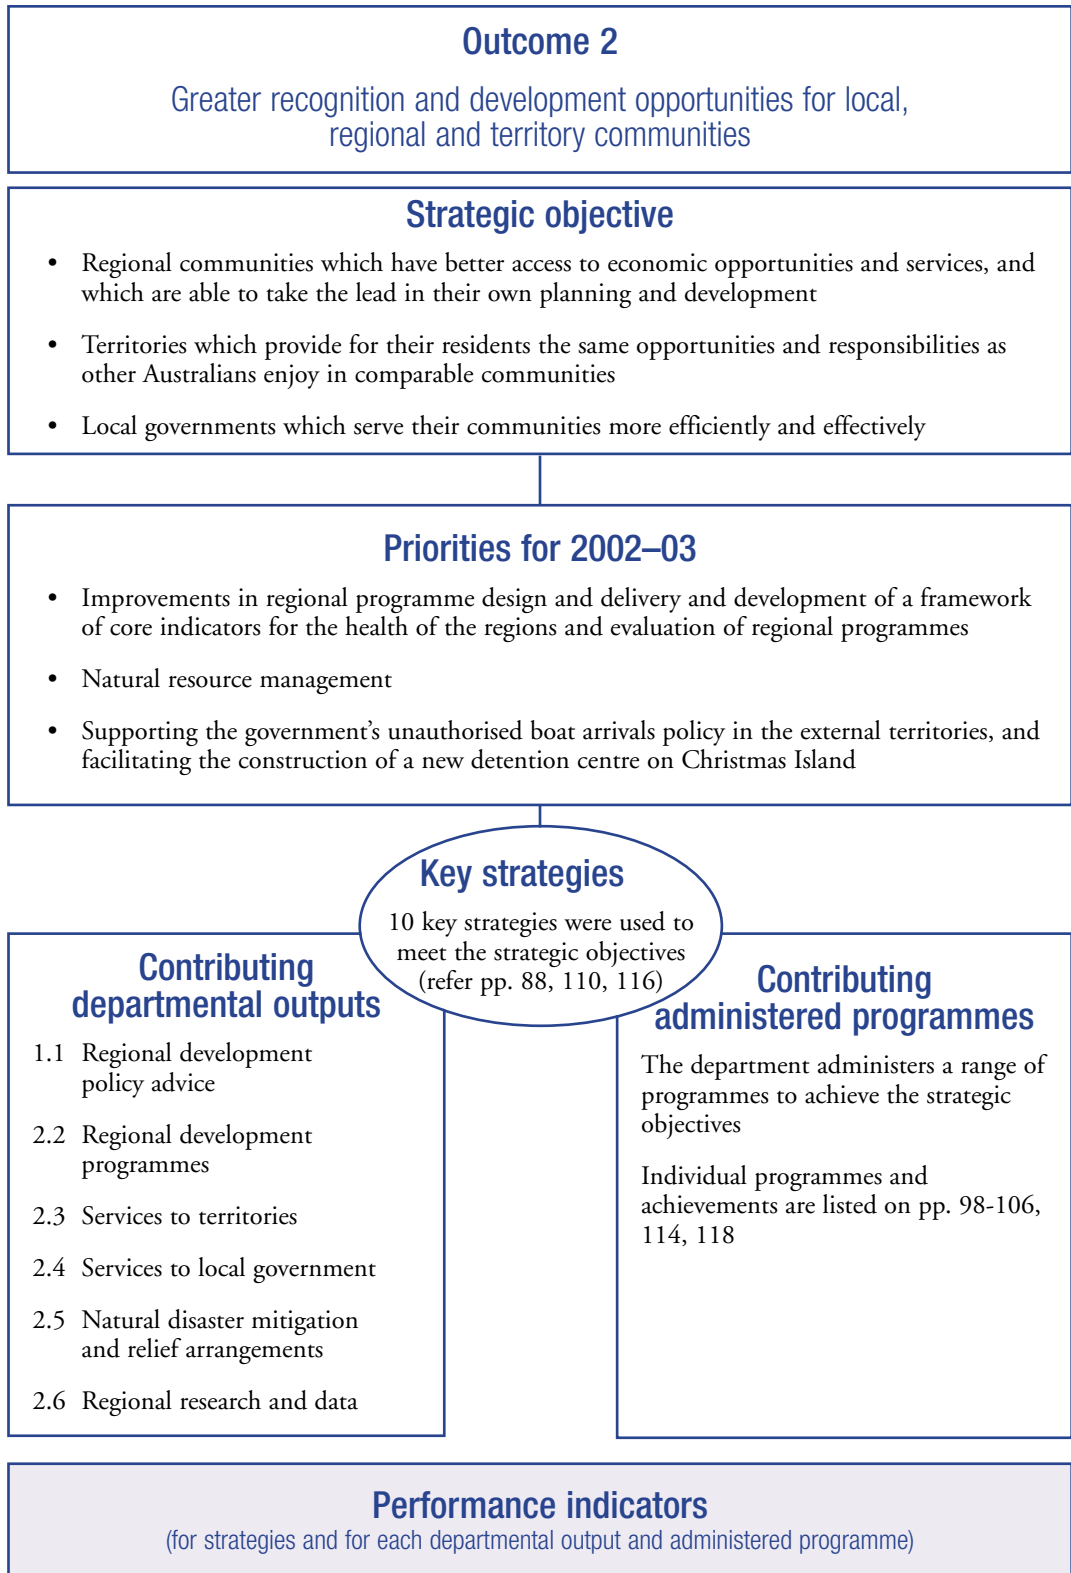 Outcome 2
Greater recognition and development opportunities for local,
regional and territory communities
Strategic objective
• Regional communities which have better access to economic opportunities and services, and
which are able to take the lead in their own planning and development
• Territories which provide for their residents the same opportunities and responsibilities as
other Australians enjoy in comparable communities
• Local governments which serve their communities more efficiently and effectively
Priorities for 2002–03
• Improvements in regional programme design and delivery and development of a framework
of core indicators for the health of the regions and evaluation of regional programmes
• Natural resource management
• Supporting the government’s unauthorised boat arrivals policy in the external territories, and
facilitating the construction of a new detention centre on Christmas Island
Key strategies
10 key strategies were used to
meet the strategic objectives
(refer pp. 88, 110, 116)
Contributing
departmental outputs
1.1 Regional development
policy advice
2.2 Regional development
programmes
2.3 Services to territories
2.4 Services to local government
2.5 Natural disaster mitigation
and relief arrangements
2.6 Regional research and data
Contributing
administered programmes
The department administers a range of
programmes to achieve the strategic
objectives
Individual programmes and
achievements are listed on pp. 98-106,
114, 118
Performance indicators
(for strategies and for each departmental output and administered programme)